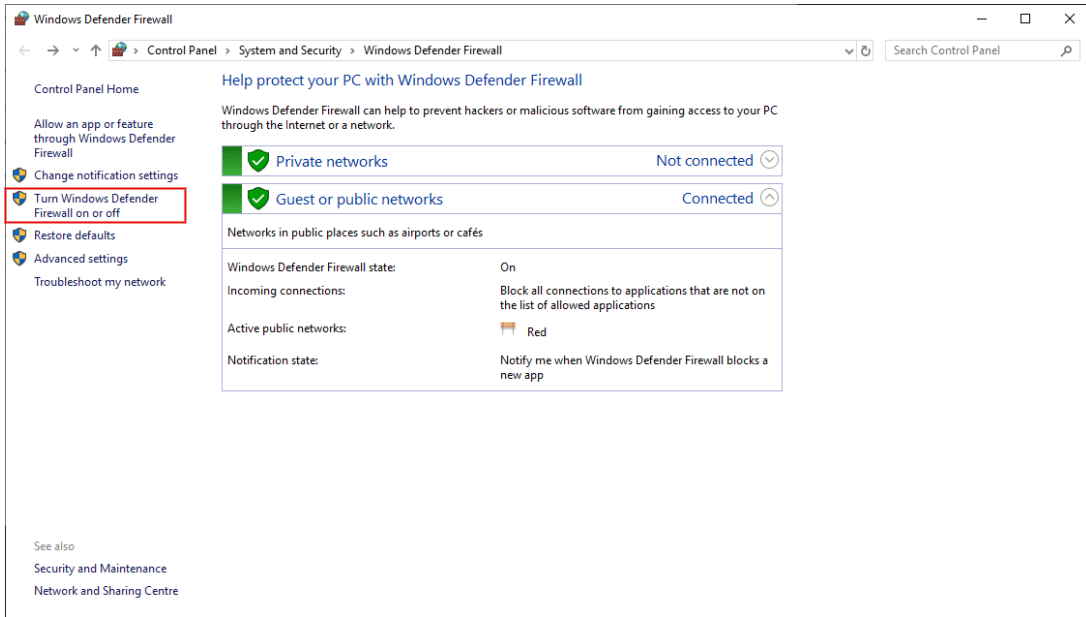 Windows Defender Firewall
Control Panel > System and Security > Windows Defender Firewall
Search Control Panel
Control Panel Home
Allow an app or feature
through Windows Defender
Firewall
Change notification settings
Turn Windows Defender
Firewall on or off
Restore defaults
Advanced settings
Troubleshoot my network
See also
Security and Maintenance
Network and Sharing Centre
Help protect your PC with Windows Defender Firewall
Windows Defender Firewall can help to prevent hackers or malicious software from gaining access to your PC
through the Internet or a network.
Private networks Not connected
Guest or public networks Connected
Networks in public places such as airports or cafés
Windows Defender Firewall state: On
Incoming connections: Block all connections to applications that are not on
the list of allowed applications
Active public networks: Red
Notification state: Notify me when Windows Defender Firewall blocks a
new app